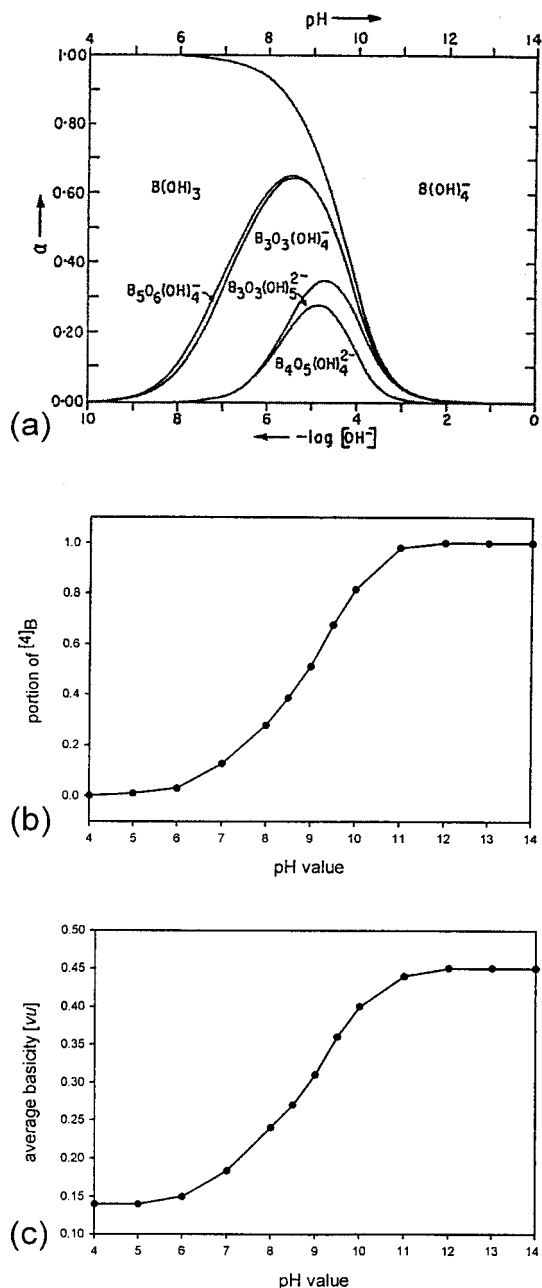 pH →
4 6 8 10 12 14
1·00
0·80
0·60
0·40
0·20
0·00
α →
B(OH)₃
B(OH)₄⁻
B₃O₃(OH)₄⁻
B₅O₆(OH)₄⁻
B₃O₃(OH)₅²⁻
B₄O₅(OH)₄²⁻
10 8 6 4 2 0
(a)
← -log [OH⁻]
1.0
0.8
0.6
0.4
0.2
0.0
portion of [4]B
4 5 6 7 8 9 10 11 12 13 14
(b)
pH value
0.50
0.45
0.40
0.35
0.30
0.25
0.20
0.15
0.10
average basicity [vu]
4 5 6 7 8 9 10 11 12 13 14
(c)
pH value